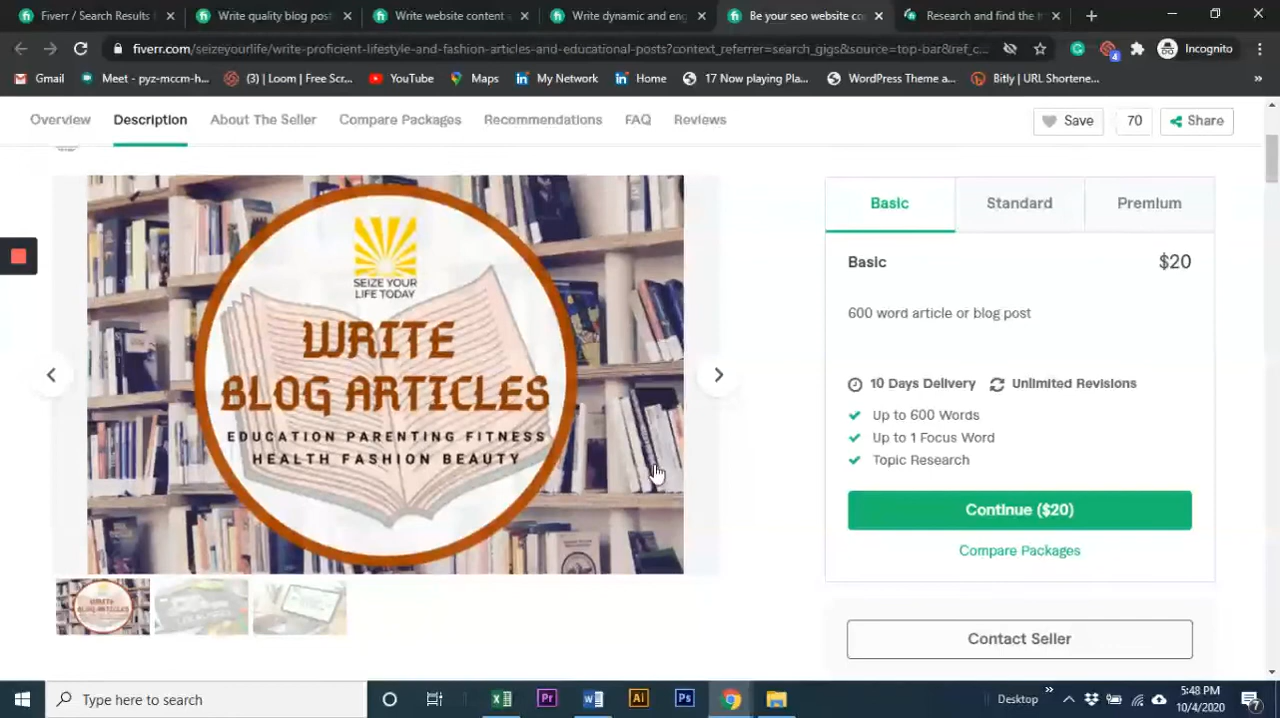 Fiverr / Search Results
Write quality blog post
Write website content
Write dynamic and eng
Be your seo website co
Research and find the
fiverr.com/seizeyourlife/write-proficient-lifestyle-and-fashion-articles-and-educational-posts?context_referrer=search_gigs&source=top-bar&ref_c...
Incognito
Gmail
Meet - pyz-mccm-h...
(3) | Loom | Free Scr...
YouTube
Maps
My Network
Home
17 Now playing Pla...
WordPress Theme a...
Bitly | URL Shortene...
»
Overview
Description
About The Seller
Compare Packages
Recommendations
FAQ
Reviews
Save
70
Share
SEIZE YOUR
LIFE TODAY
WRITE
BLOG ARTICLES
EDUCATION PARENTING FITNESS
HEALTH FASHION BEAUTY
Basic
Standard
Premium
Basic
$20
600 word article or blog post
10 Days Delivery
Unlimited Revisions
Up to 600 Words
Up to 1 Focus Word
Topic Research
Continue ($20)
Compare Packages
Contact Seller
Type here to search
Desktop
5:48 PM
10/4/2020